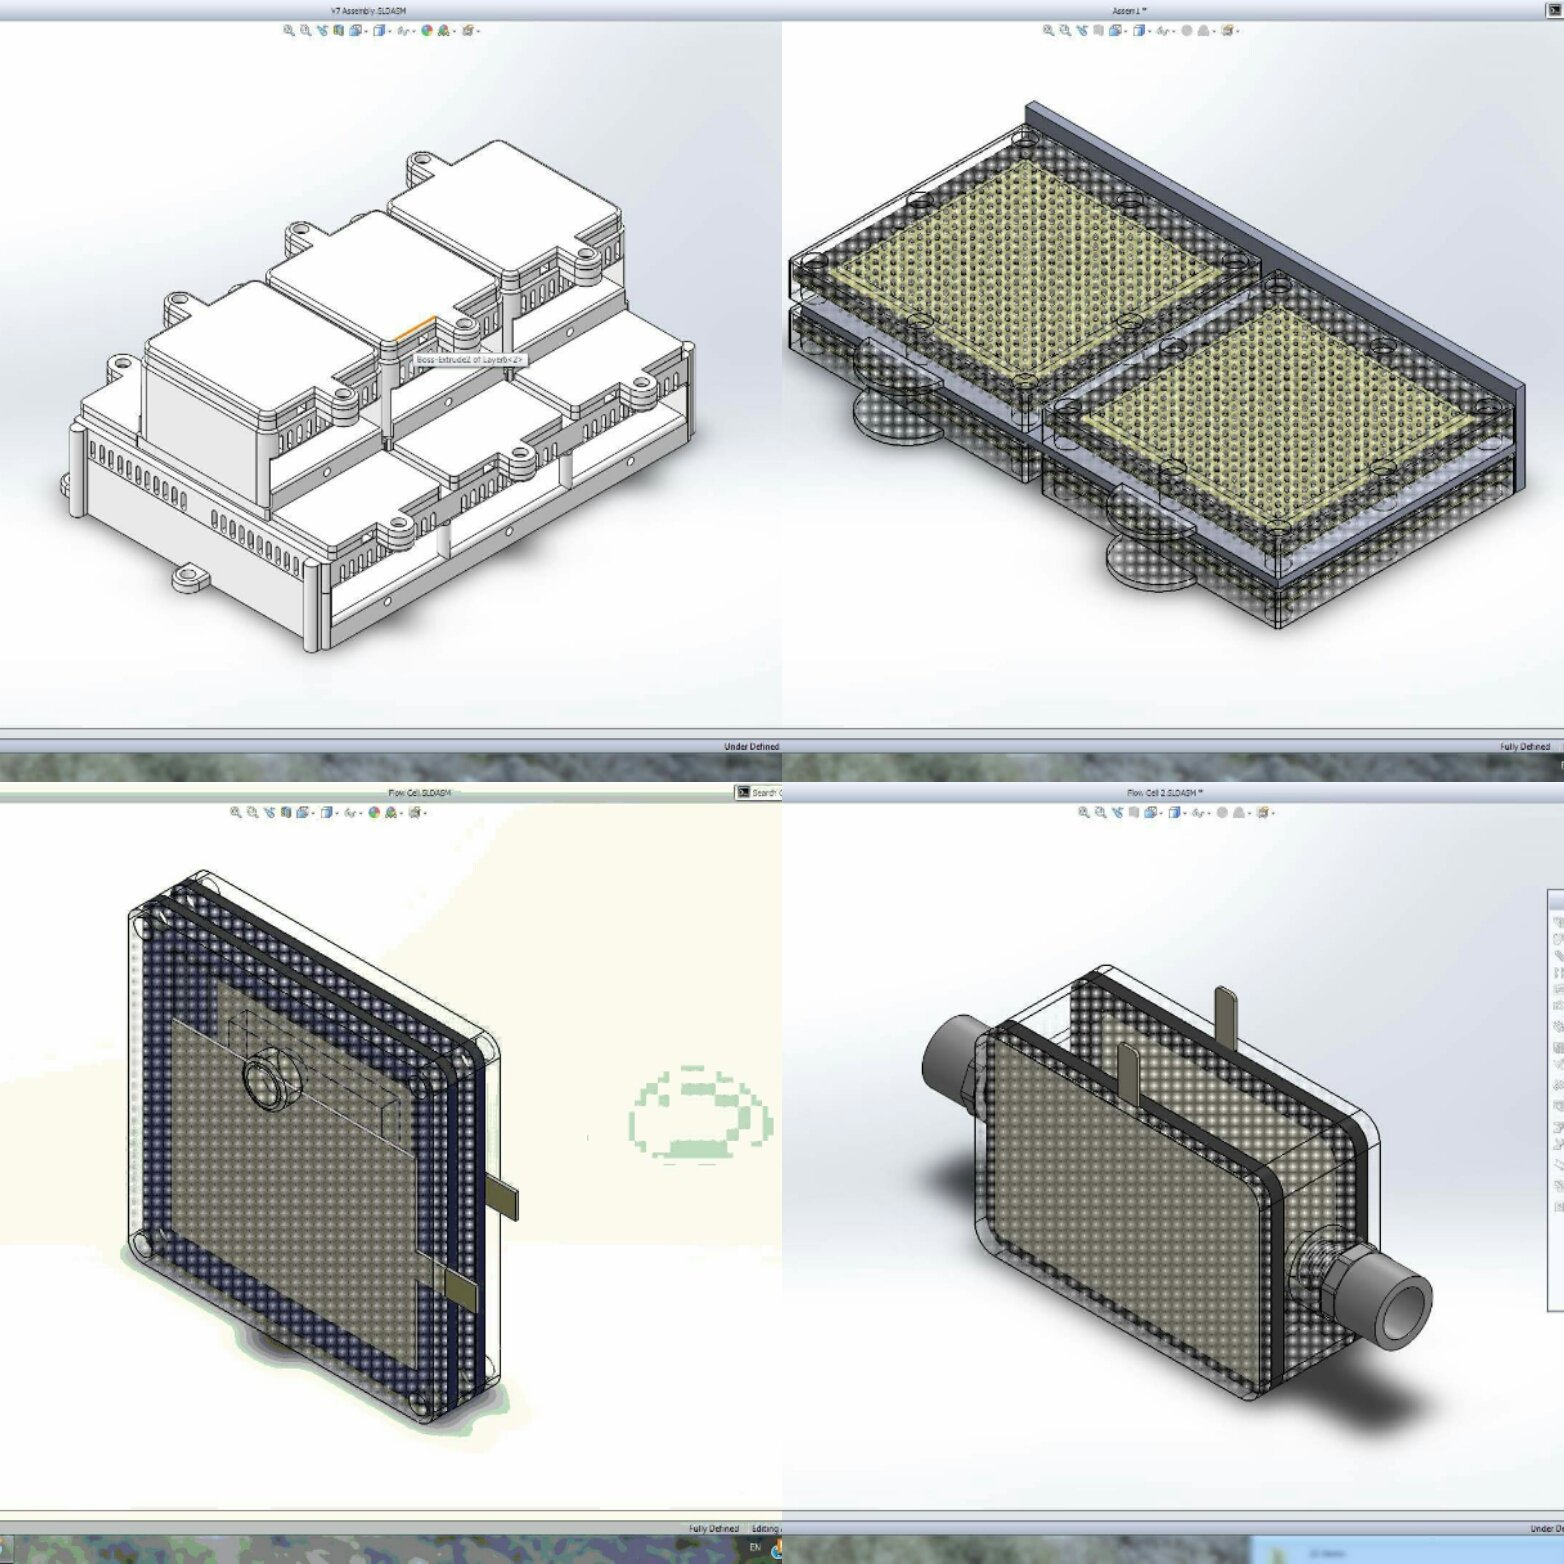 V7 Assembly.SLDASM
Assem1 *
Boss-Extrude2 of Layer6<2>
Under Defined
Fully Defined
Flow Cell.SLDASM
Search
Flow Cell 2.SLDASM *
Fully Defined
Editing
Under De
EN